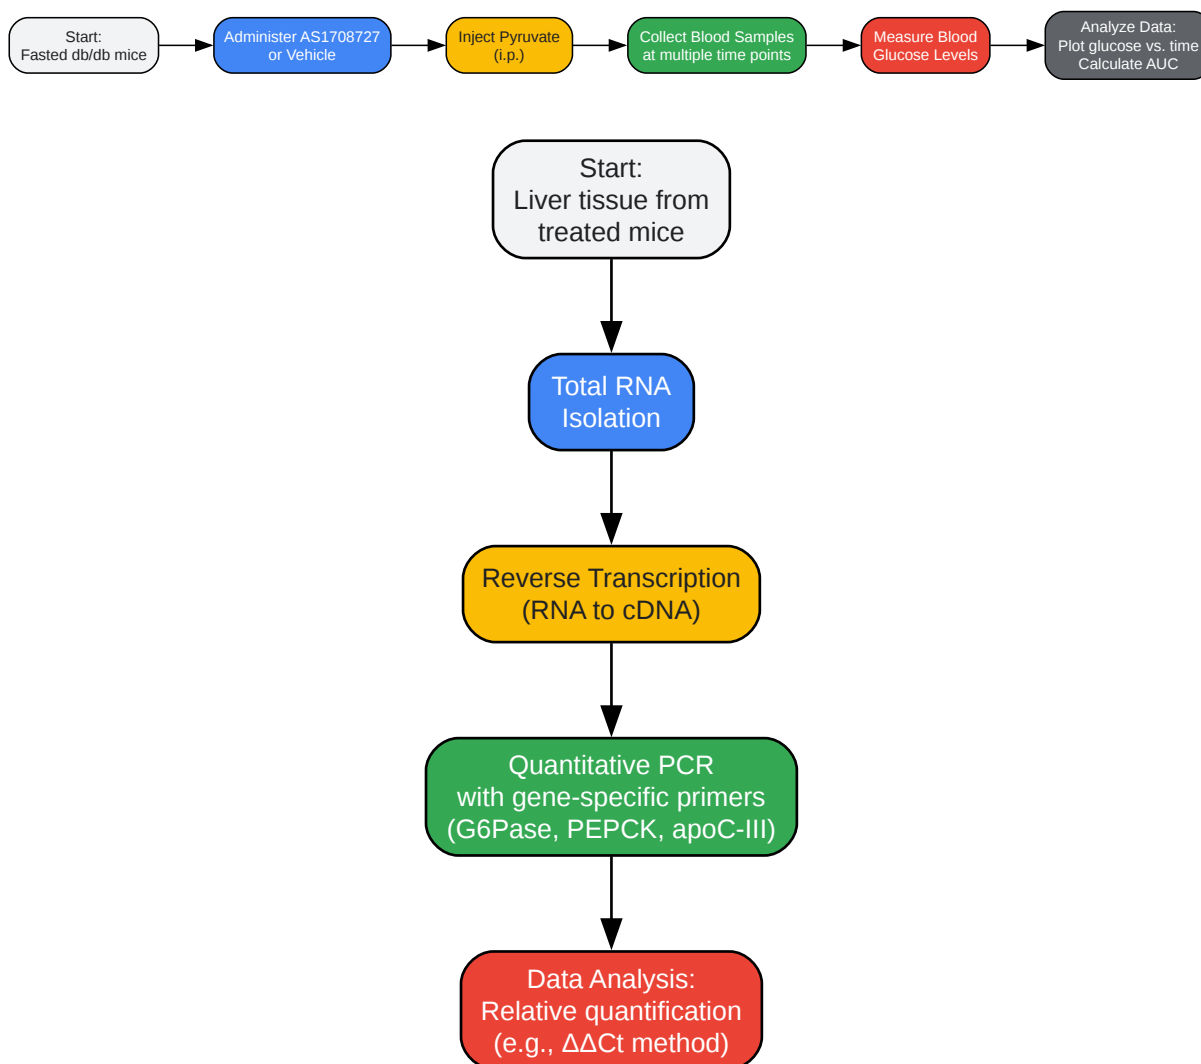 Start:
Fasted db/db mice
Administer AS1708727
or Vehicle
Inject Pyruvate
(i.p.)
Collect Blood Samples
at multiple time points
Measure Blood
Glucose Levels
Analyze Data:
Plot glucose vs. time
Calculate AUC
Start:
Liver tissue from
treated mice
Total RNA
Isolation
Reverse Transcription
(RNA to cDNA)
Quantitative PCR
with gene-specific primers
(G6Pase, PEPCK, apoC-III)
Data Analysis:
Relative quantification
(e.g., ΔΔCt method)